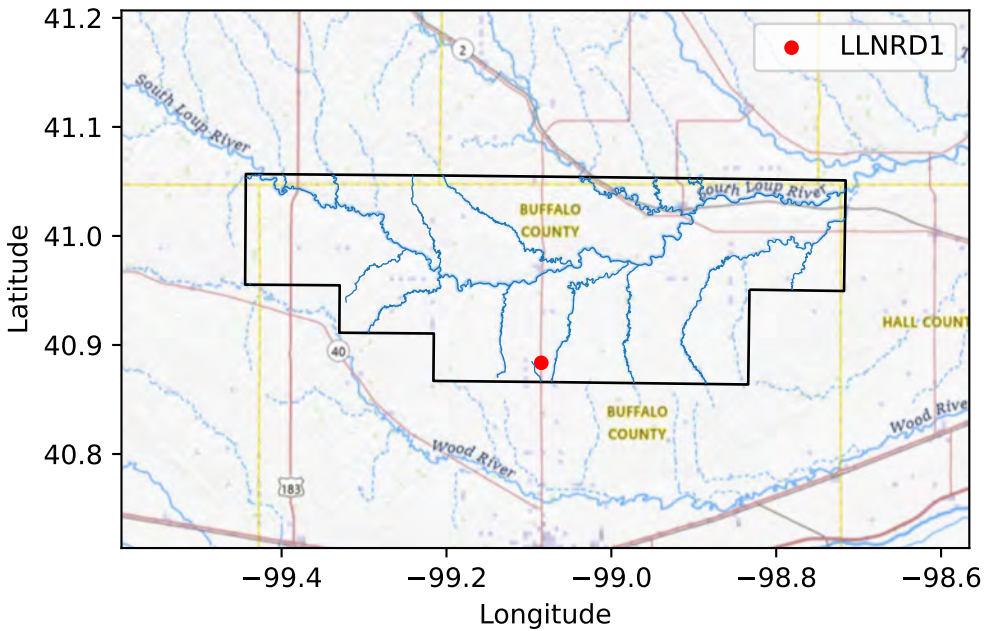 41.2
41.1
41.0
40.9
40.8
Latitude
−99.4
−99.2
−99.0
−98.8
−98.6
Longitude
LLNRD1
2
South Loup River
South Loup River
BUFFALO
COUNTY
HALL COUNT
40
BUFFALO
COUNTY
Wood River
Wood Rive
183